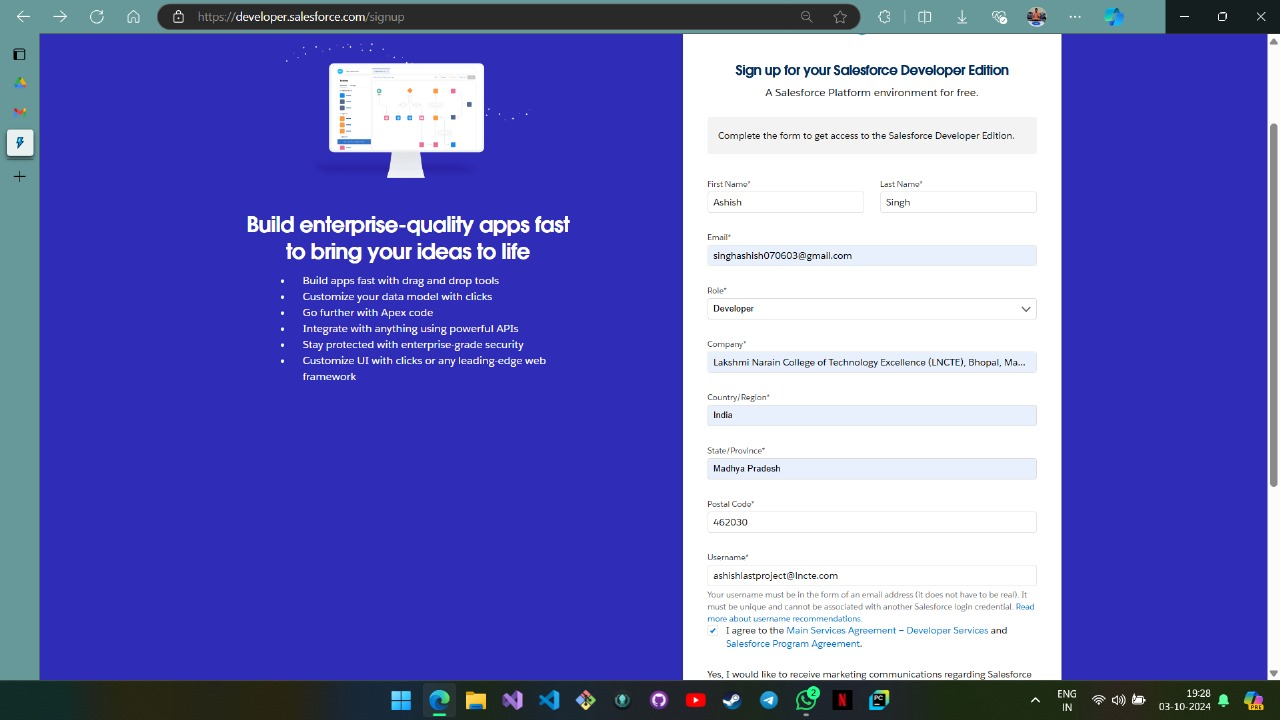 https://developer.salesforce.com/signup
Build enterprise-quality apps fast
to bring your ideas to life
Build apps fast with drag and drop tools
Customize your data model with clicks
Go further with Apex code
Integrate with anything using powerful APIs
Stay protected with enterprise-grade security
Customize UI with clicks or any leading-edge web
framework
Sign up for your Salesforce Developer Edition
A Salesforce Platform environment for free.
Complete the form to get access to the Salesforce Developer Edition.
First Name* Last Name*
Ashish Singh
Email*
singhashish070603@gmail.com
Role*
Developer
Company*
Lakshmi Narain College of Technology Excellence (LNCTE), Bhopal, Ma...
Country/Region*
India
State/Province*
Madhya Pradesh
Postal Code*
462030
Username*
ashishlastproject@lncte.com
Your username must be in the form of an email address (it does not have to be real). It
must be unique and cannot be associated with another Salesforce login credential. Read
more about username recommendations.
I agree to the Main Services Agreement – Developer Services and
Salesforce Program Agreement.
Yes, I would like to receive marketing communications regarding Salesforce
2
N
PC
ENG
IN
19:28
03-10-2024